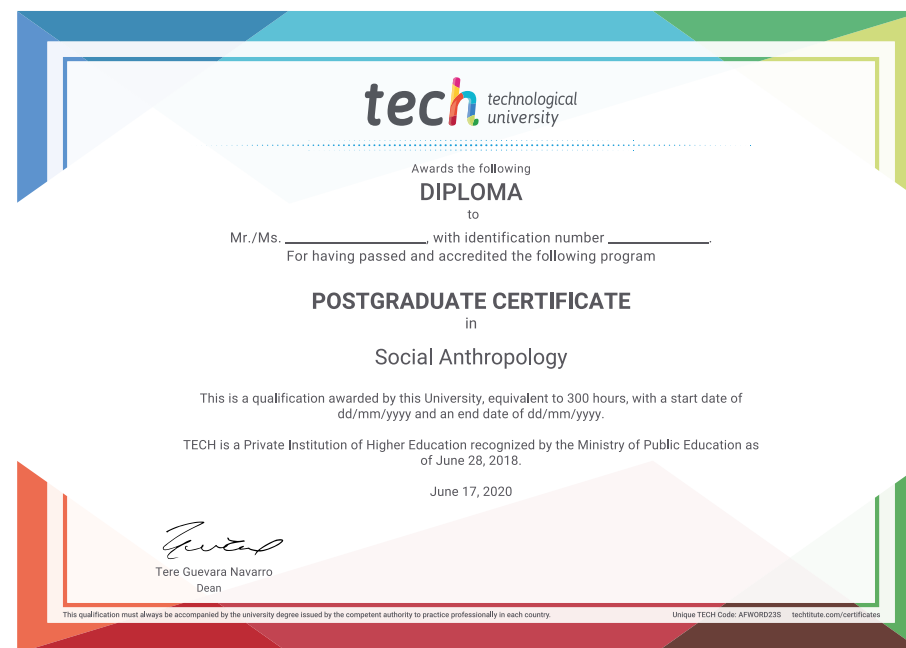 tech technological
university
Awards the following
DIPLOMA
to
Mr./Ms. ____________________, with identification number ______________.
For having passed and accredited the following program
POSTGRADUATE CERTIFICATE
in
Social Anthropology
This is a qualification awarded by this University, equivalent to 300 hours, with a start date of
dd/mm/yyyy and an end date of dd/mm/yyyy.
TECH is a Private Institution of Higher Education recognized by the Ministry of Public Education as
of June 28, 2018.
June 17, 2020
Tere Guevara Navarro
Dean
This qualification must always be accompanied by the university degree issued by the competent authority to practice professionally in each country. Unique TECH Code: AFWORD23S techtitute.com/certificates